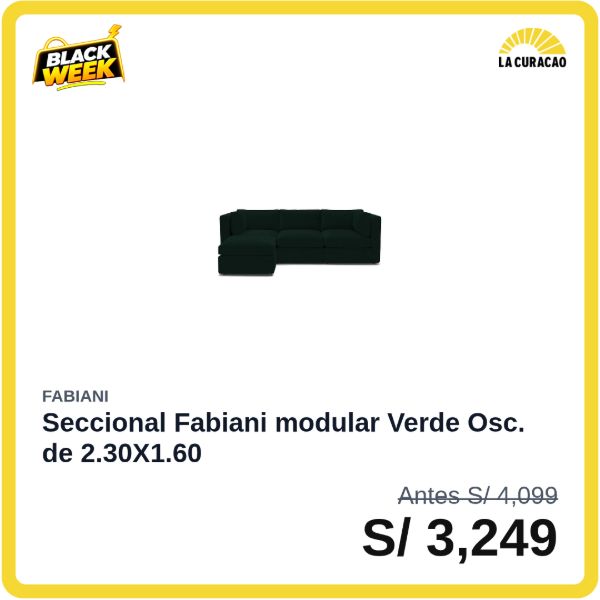 BLACK
WEEK
LA CURACAO
FABIANI
Seccional Fabiani modular Verde Osc.
de 2.30X1.60
Antes S/ 4,099
S/ 3,249